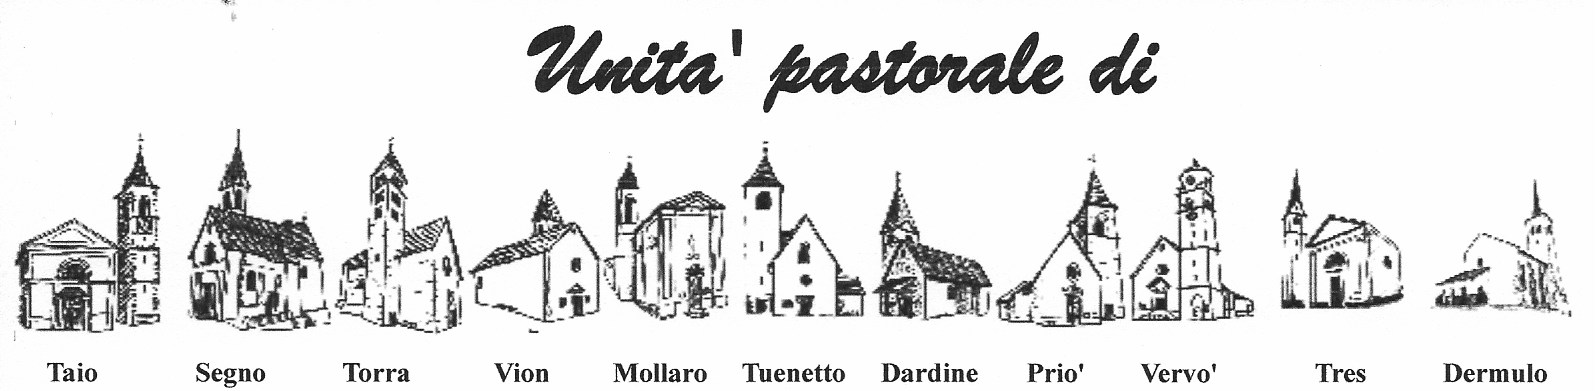 Unita' pastorale di
Taio Segno Torra Vion Mollaro Tuenetto Dardine Prio' Vervo' Tres Dermulo